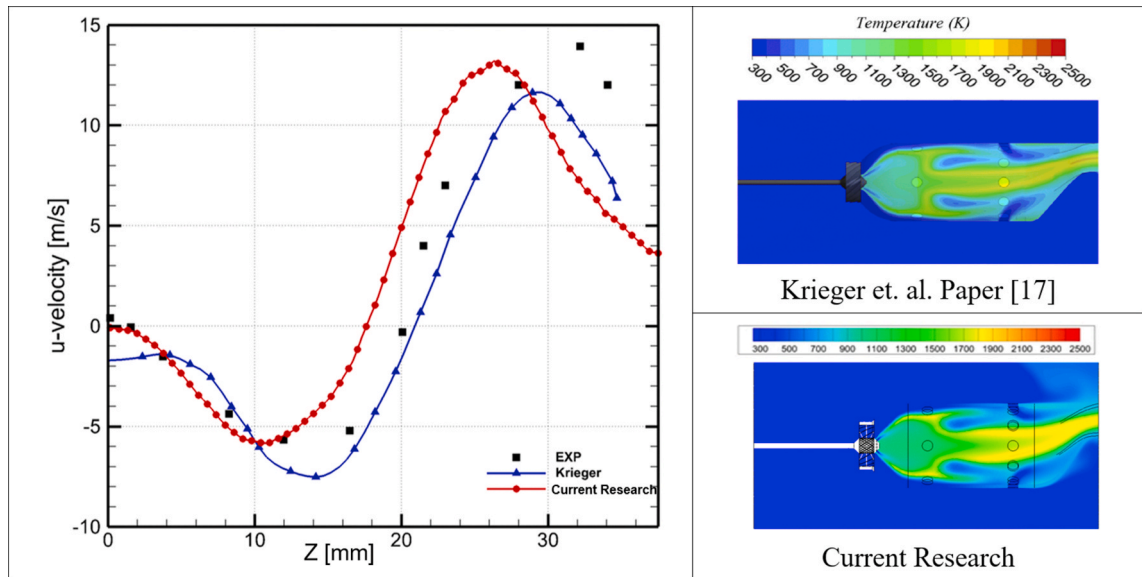 15
10
5
0
-5
-10
u-velocity [m/s]
0
10
20
30
Z [mm]
EXP
Krieger
Current Research
Temperature (K)
300
500
700
900
1100
1300
1500
1700
1900
2100
2300
2500
Krieger et. al. Paper [17]
300 500 700 900 1100 1300 1500 1700 1900 2100 2300 2500
Current Research